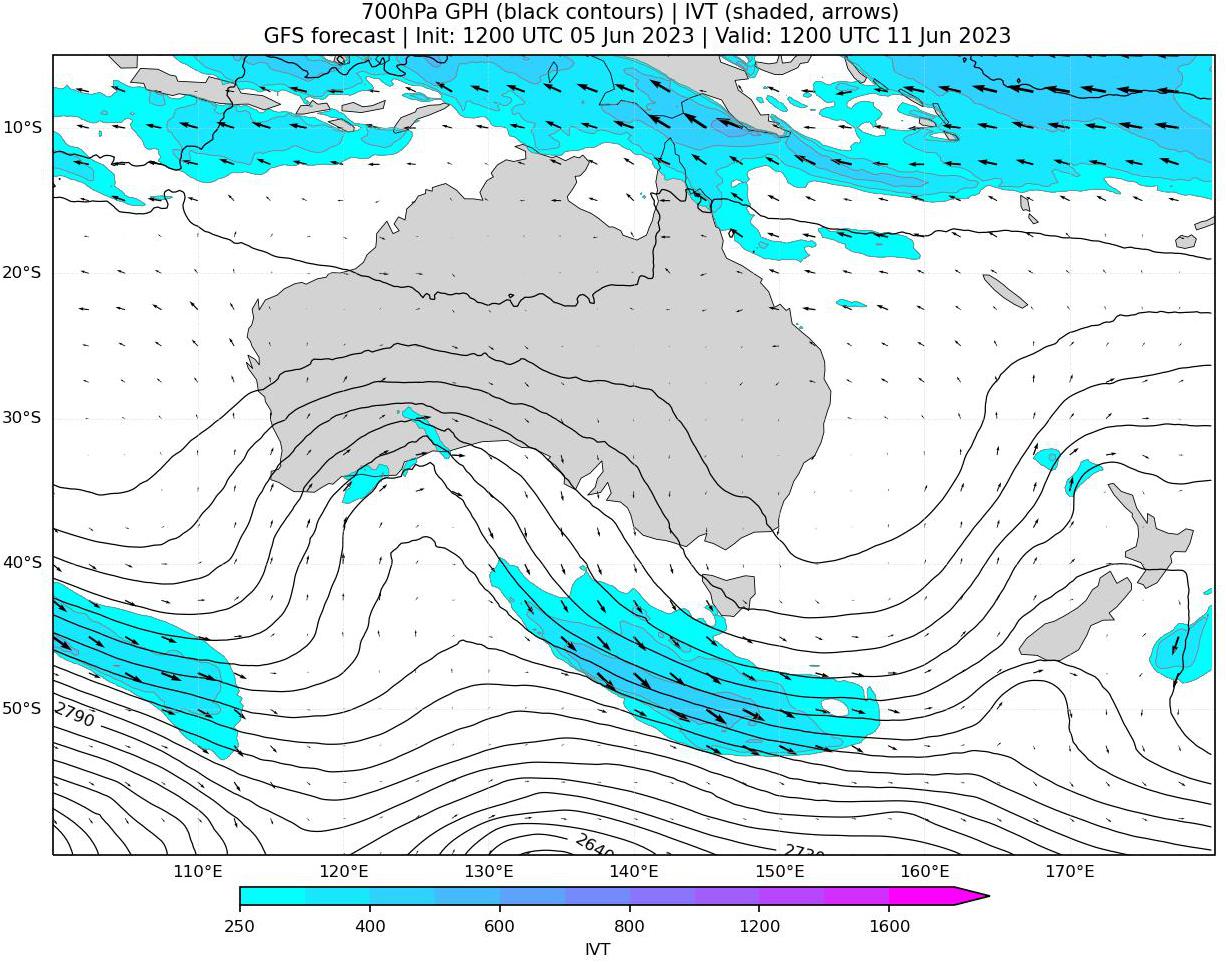 700hPa GPH (black contours) | IVT (shaded, arrows)
GFS forecast | Init: 1200 UTC 05 Jun 2023 | Valid: 1200 UTC 11 Jun 2023
10°S
20°S
30°S
40°S
50°S
2790
2640
2730
110°E 120°E 130°E 140°E 150°E 160°E 170°E
250 400 600 800 1200 1600
IVT